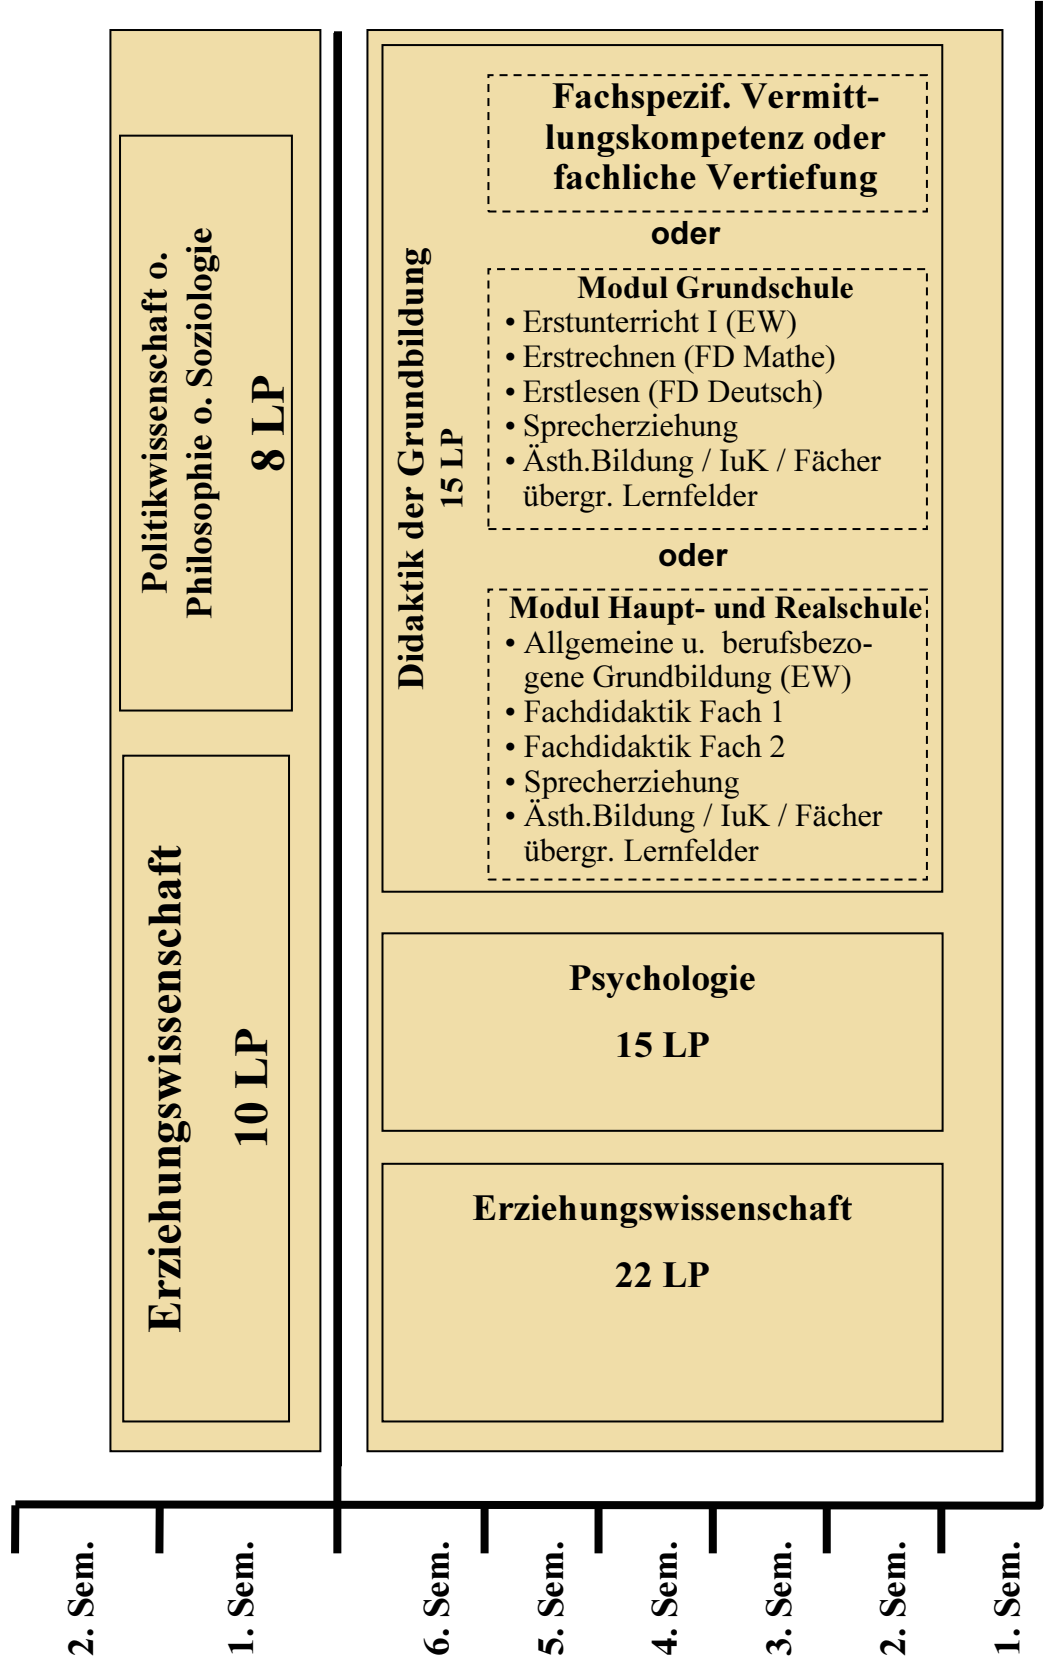 Politikwissenschaft o.
Philosophie o. Soziologie
8 LP
Erziehungswissenschaft
10 LP
Didaktik der Grundbildung
15 LP
Fachspezif. Vermitt-
lungskompetenz oder
fachliche Vertiefung
oder
Modul Grundschule
• Erstunterricht I (EW)
• Erstrechnen (FD Mathe)
• Erstlesen (FD Deutsch)
• Sprecherziehung
• Ästh.Bildung / IuK / Fächer
übergr. Lernfelder
oder
Modul Haupt- und Realschule
• Allgemeine u. berufsbezo-
gene Grundbildung (EW)
• Fachdidaktik Fach 1
• Fachdidaktik Fach 2
• Sprecherziehung
• Ästh.Bildung / IuK / Fächer
übergr. Lernfelder
Psychologie
15 LP
Erziehungswissenschaft
22 LP
2. Sem.
1. Sem.
6. Sem.
5. Sem.
4. Sem.
3. Sem.
2. Sem.
1. Sem.